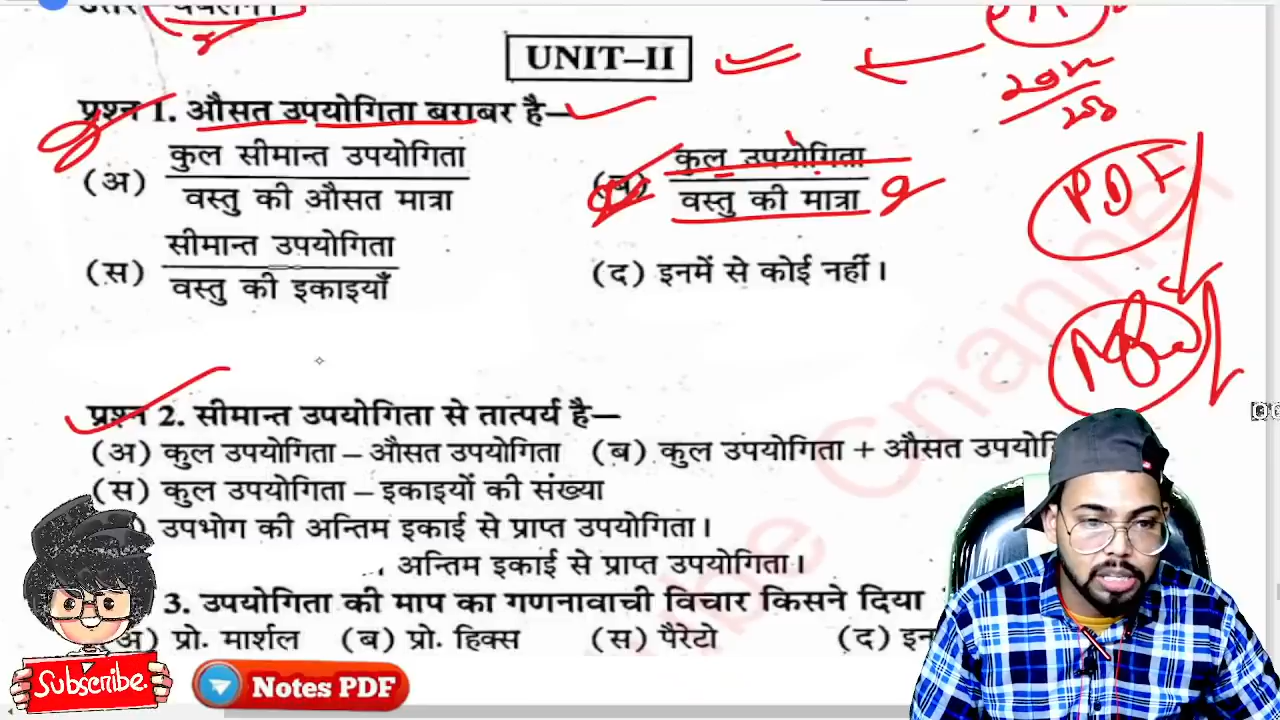 UNIT–II
प्रश्न 1. औसत उपयोगिता बराबर है—
(अ) कुल सीमान्त उपयोगिता
वस्तु की औसत मात्रा
(ब) कुल उपयोगिता
वस्तु की मात्रा
(स) सीमान्त उपयोगिता
वस्तु की इकाइयाँ
(द) इनमें से कोई नहीं।
PDF
प्रश्न 2. सीमान्त उपयोगिता से तात्पर्य है—
(अ) कुल उपयोगिता – औसत उपयोगिता (ब) कुल उपयोगिता + औसत
(स) कुल उपयोगिता – इकाइयों की संख्या
उपभोग की अन्तिम इकाई से प्राप्त उपयोगिता।
अन्तिम इकाई से प्राप्त उपयोगिता।
3. उपयोगिता की माप का गणनावाची विचार किसने दिया
अ) प्रो. मार्शल (ब) प्रो. हिक्स (स) पैरेटो (द)
Subscribe.
Notes PDF